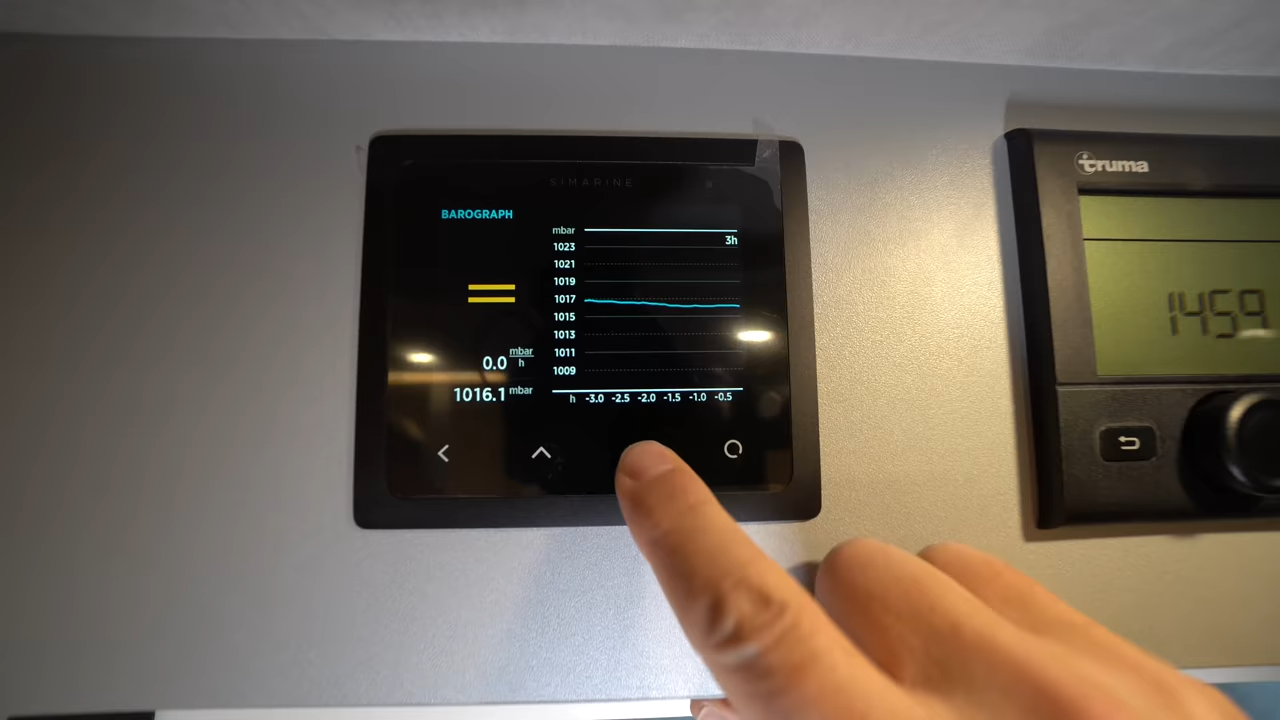 SIMARINE
BAROGRAPH
mbar
3h
1023
1021
1019
1017
1015
1013
1011
1009
0.0 mbar
h
1016.1 mbar
h -3.0 -2.5 -2.0 -1.5 -1.0 -0.5
truma
1459